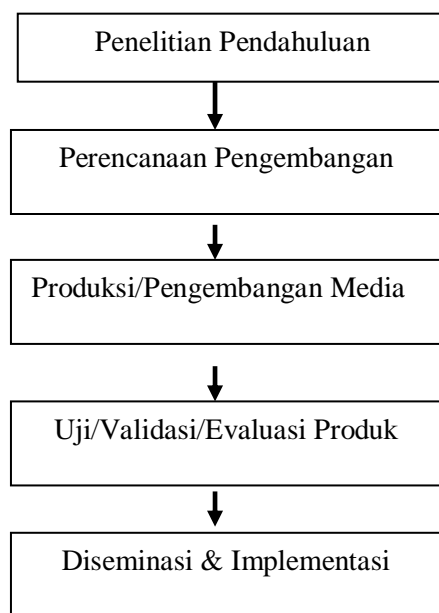 Penelitian Pendahuluan
Perencanaan Pengembangan
Produksi/Pengembangan Media
Uji/Validasi/Evaluasi Produk
Diseminasi & Implementasi